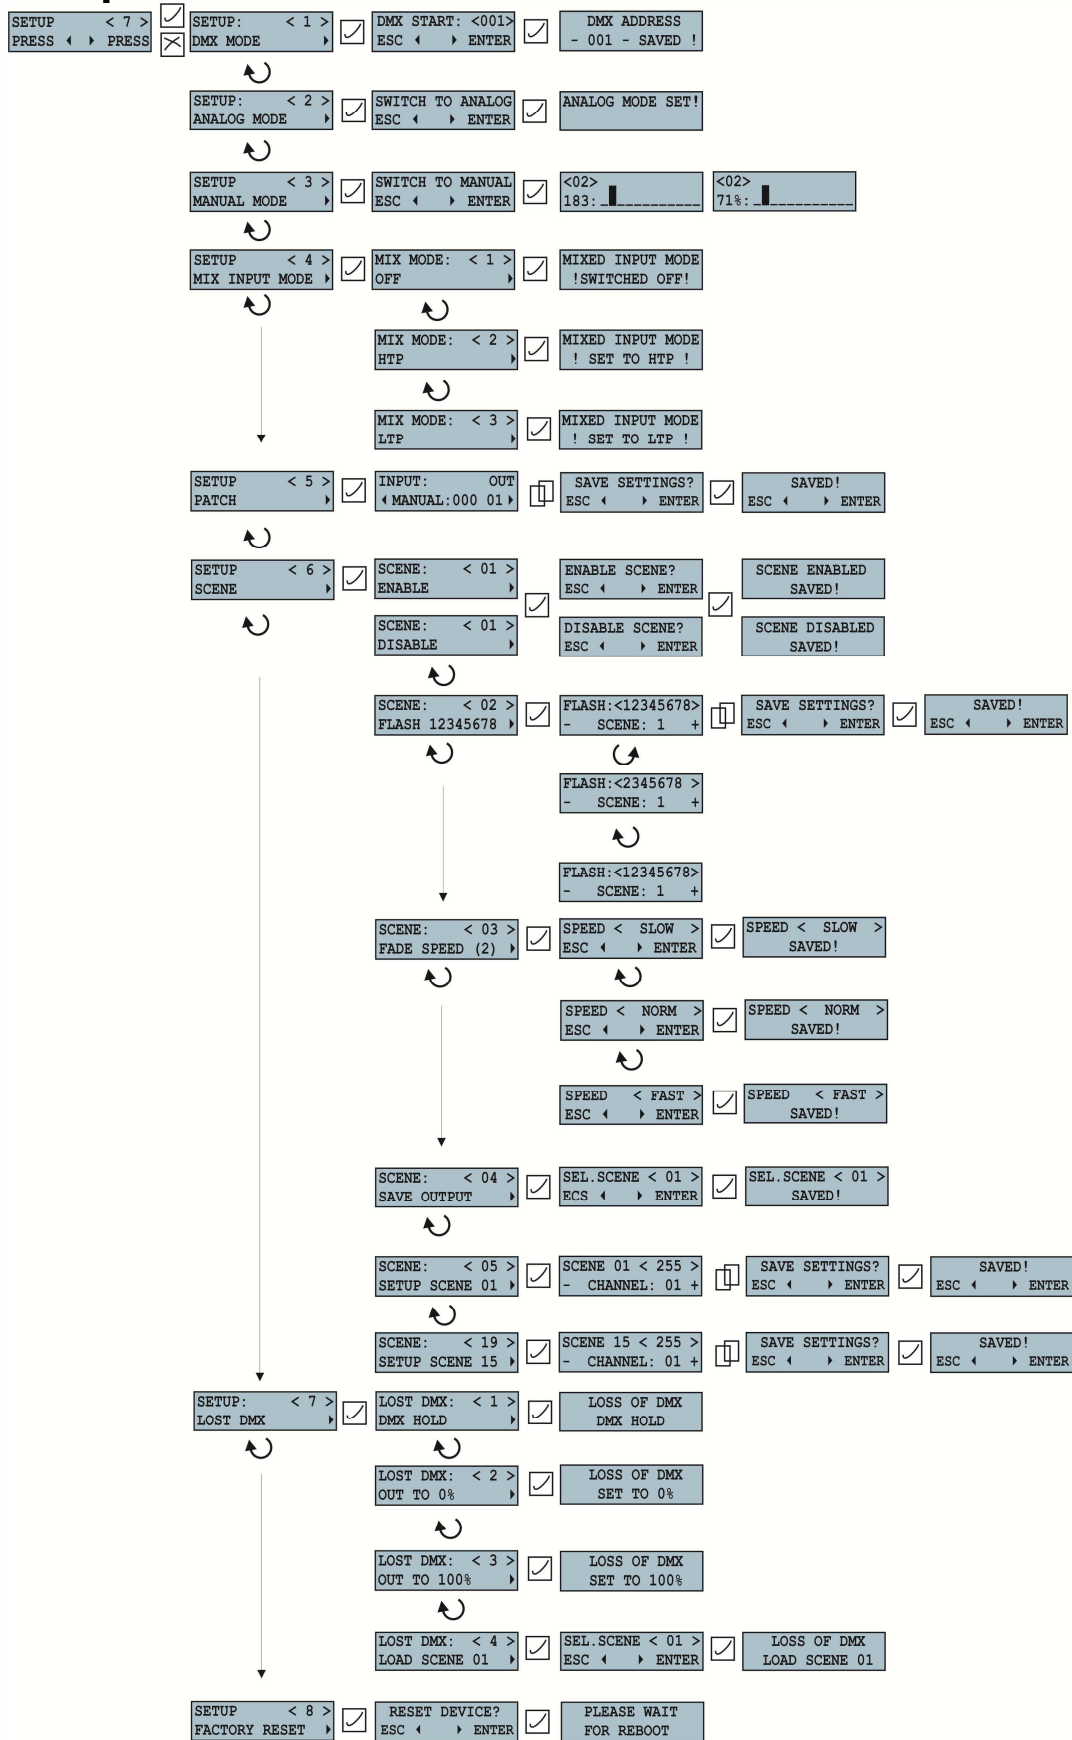 SETUP < 7 >
PRESS ◂ ▸ PRESS
SETUP: < 1 >
DMX MODE ▸
DMX START: <001>
ESC ◂ ▸ ENTER
DMX ADDRESS
- 001 - SAVED !
SETUP: < 2 >
ANALOG MODE ▸
SWITCH TO ANALOG
ESC ◂ ▸ ENTER
ANALOG MODE SET!
SETUP < 3 >
MANUAL MODE ▸
SWITCH TO MANUAL
ESC ◂ ▸ ENTER
<02>
183:
<02>
71%:
SETUP < 4 >
MIX INPUT MODE ▸
MIX MODE: < 1 >
OFF ▸
MIXED INPUT MODE
!SWITCHED OFF!
MIX MODE: < 2 >
HTP ▸
MIXED INPUT MODE
! SET TO HTP !
MIX MODE: < 3 >
LTP ▸
MIXED INPUT MODE
! SET TO LTP !
SETUP < 5 >
PATCH ▸
INPUT: OUT
◂ MANUAL:000 01 ▸
SAVE SETTINGS?
ESC ◂ ▸ ENTER
SAVED!
ESC ◂ ▸ ENTER
SETUP < 6 >
SCENE ▸
SCENE: < 01 >
ENABLE ▸
ENABLE SCENE?
ESC ◂ ▸ ENTER
SCENE ENABLED
SAVED!
SCENE: < 01 >
DISABLE ▸
DISABLE SCENE?
ESC ◂ ▸ ENTER
SCENE DISABLED
SAVED!
SCENE: < 02 >
FLASH 12345678 ▸
FLASH:<12345678>
- SCENE: 1 +
SAVE SETTINGS?
ESC ◂ ▸ ENTER
SAVED!
ESC ◂ ▸ ENTER
FLASH:<2345678 >
- SCENE: 1 +
FLASH:<12345678>
- SCENE: 1 +
SCENE: < 03 >
FADE SPEED (2) ▸
SPEED < SLOW >
ESC ◂ ▸ ENTER
SPEED < SLOW >
SAVED!
SPEED < NORM >
ESC ◂ ▸ ENTER
SPEED < NORM >
SAVED!
SPEED < FAST >
ESC ◂ ▸ ENTER
SPEED < FAST >
SAVED!
SCENE: < 04 >
SAVE OUTPUT ▸
SEL.SCENE < 01 >
ECS ◂ ▸ ENTER
SEL.SCENE < 01 >
SAVED!
SCENE: < 05 >
SETUP SCENE 01 ▸
SCENE 01 < 255 >
- CHANNEL: 01 +
SAVE SETTINGS?
ESC ◂ ▸ ENTER
SAVED!
ESC ◂ ▸ ENTER
SCENE: < 19 >
SETUP SCENE 15 ▸
SCENE 15 < 255 >
- CHANNEL: 01 +
SAVE SETTINGS?
ESC ◂ ▸ ENTER
SAVED!
ESC ◂ ▸ ENTER
SETUP: < 7 >
LOST DMX ▸
LOST DMX: < 1 >
DMX HOLD ▸
LOSS OF DMX
DMX HOLD
LOST DMX: < 2 >
OUT TO 0% ▸
LOSS OF DMX
SET TO 0%
LOST DMX: < 3 >
OUT TO 100% ▸
LOSS OF DMX
SET TO 100%
LOST DMX: < 4 >
LOAD SCENE 01 ▸
SEL.SCENE < 01 >
ESC ◂ ▸ ENTER
LOSS OF DMX
LOAD SCENE 01
SETUP < 8 >
FACTORY RESET ▸
RESET DEVICE?
ESC ◂ ▸ ENTER
PLEASE WAIT
FOR REBOOT